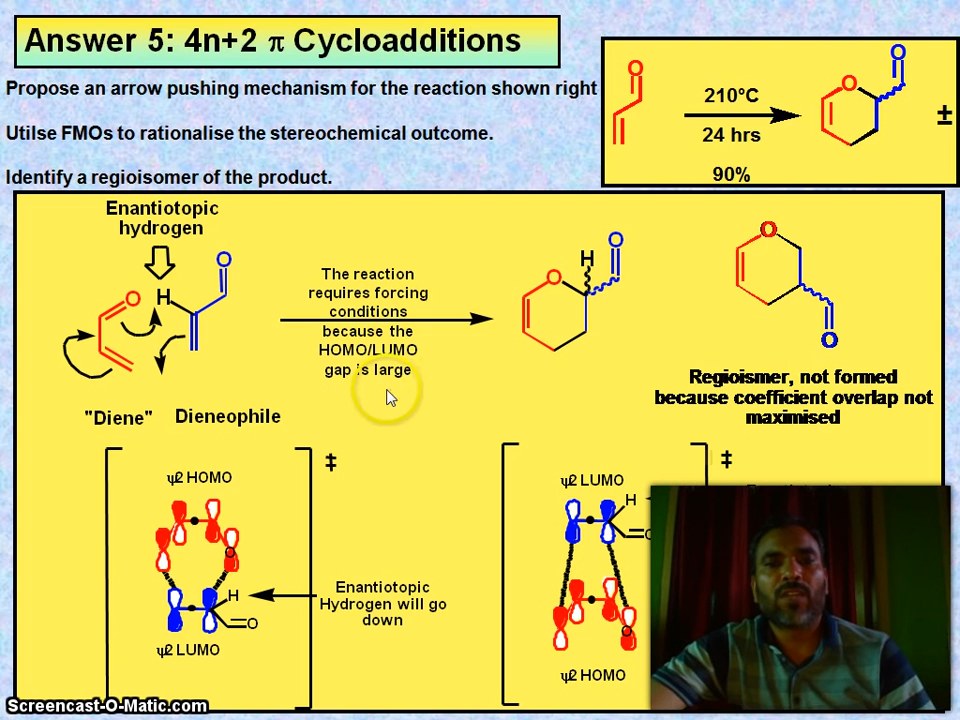 Answer 5: 4n+2 π Cycloadditions
Propose an arrow pushing mechanism for the reaction shown right
Utilse FMOs to rationalise the stereochemical outcome.
Identify a regioisomer of the product.
O
210°C
24 hrs
90%
O
O
±
Enantiotopic
hydrogen
O
H
O
"Diene"
Dieneophile
The reaction
requires forcing
conditions
because the
HOMO/LUMO
gap is large
O
H
O
O
O
Regioismer, not formed
because coefficient overlap not
maximised
ψ2 HOMO
O
H
O
ψ2 LUMO
‡
Enantiotopic
Hydrogen will go
down
ψ2 LUMO
H
O
O
ψ2 HOMO
‡
Screencast-O-Matic.com